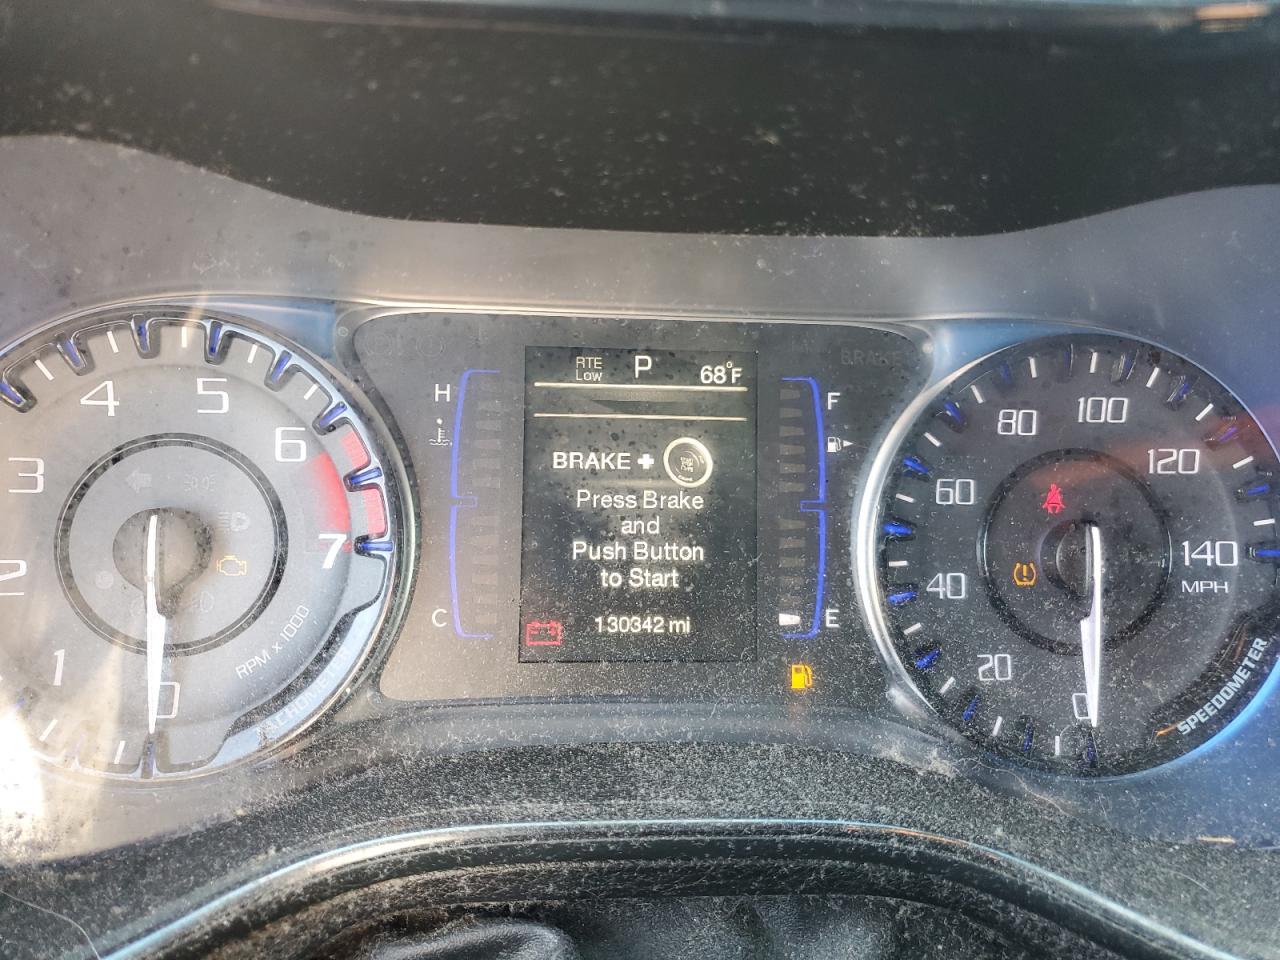 RTE
Low
P
68°F
BRAKE +
Press Brake
and
Push Button
to Start
130342 mi
H
C
F
E
BRAKE
0
1
2
3
4
5
6
7
RPM x 1000
TACHOMETER
0
20
40
60
80
100
120
140
MPH
SPEEDOMETER